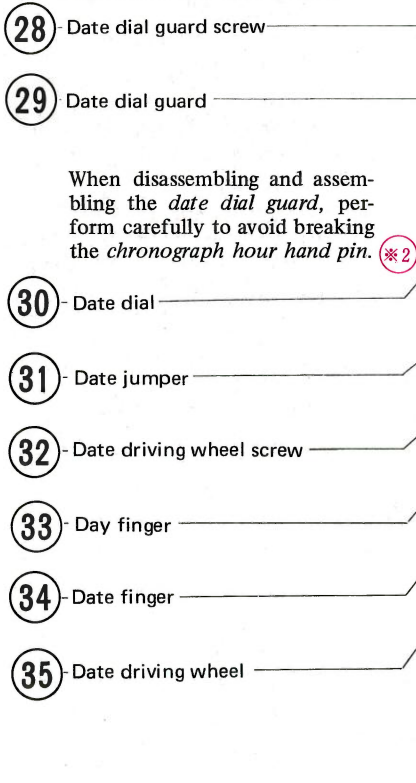 28 Date dial guard screw
29 Date dial guard
When disassembling and assem-
bling the date dial guard, per-
form carefully to avoid breaking
the chronograph hour hand pin. ※2
30 Date dial
31 Date jumper
32 Date driving wheel screw
33 Day finger
34 Date finger
35 Date driving wheel